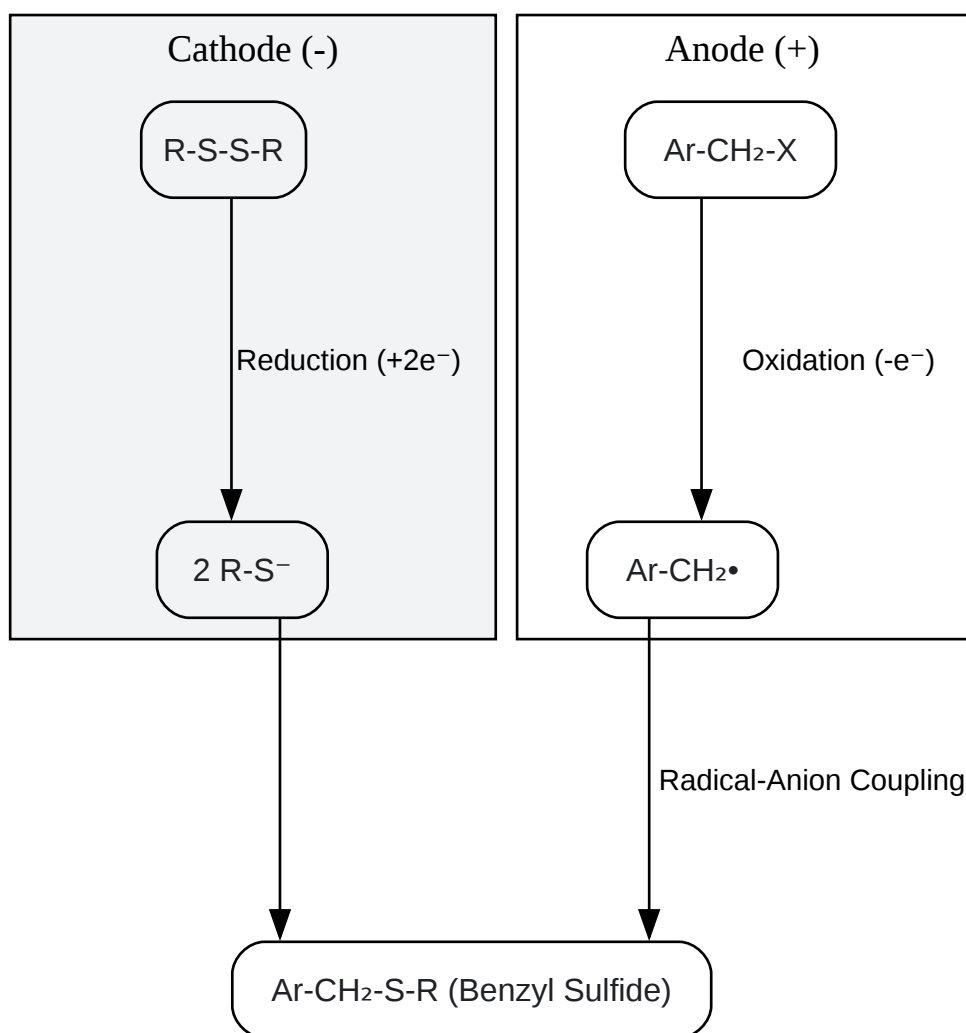 Cathode (-)
Anode (+)
R-S-S-R
Ar-CH₂-X
Reduction (+2e⁻)
Oxidation (-e⁻)
2 R-S⁻
Ar-CH₂•
Radical-Anion Coupling
Ar-CH₂-S-R (Benzyl Sulfide)